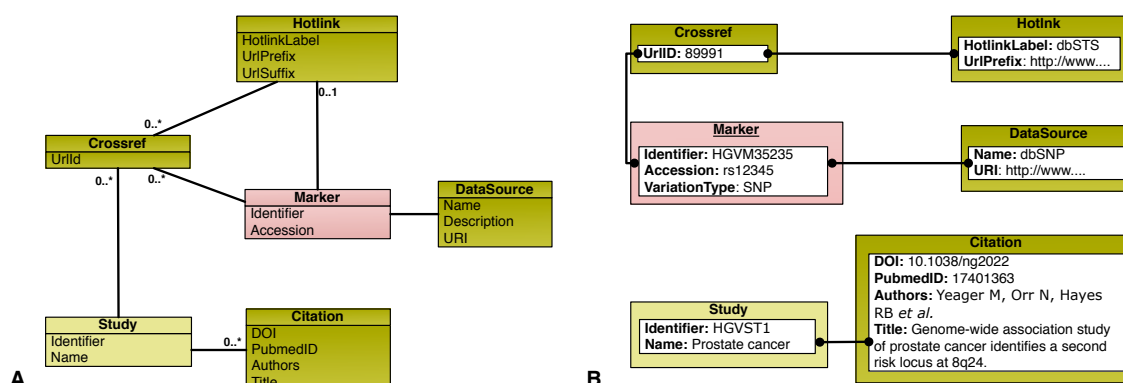 Hotlink
HotlinkLabel
UrlPrefix
UrlSuffix
0..1
0..*
Crossref
UrlId
0..*
0..*
Marker
Identifier
Accession
DataSource
Name
Description
URI
Study
Identifier
Name
0..*
Citation
DOI
PubmedID
Authors
Title
A
Crossref
UrlID: 89991
Hotlnk
HotlinkLabel: dbSTS
UrlPrefix: http://www....
Marker
Identifier: HGVM35235
Accession: rs12345
VariationType: SNP
DataSource
Name: dbSNP
URI: http://www....
Citation
DOI: 10.1038/ng2022
PubmedID: 17401363
Authors: Yeager M, Orr N, Hayes
RB et al.
Title: Genome-wide association study
of prostate cancer identifies a second
risk locus at 8q24.
Study
Identifier: HGVST1
Name: Prostate cancer
B